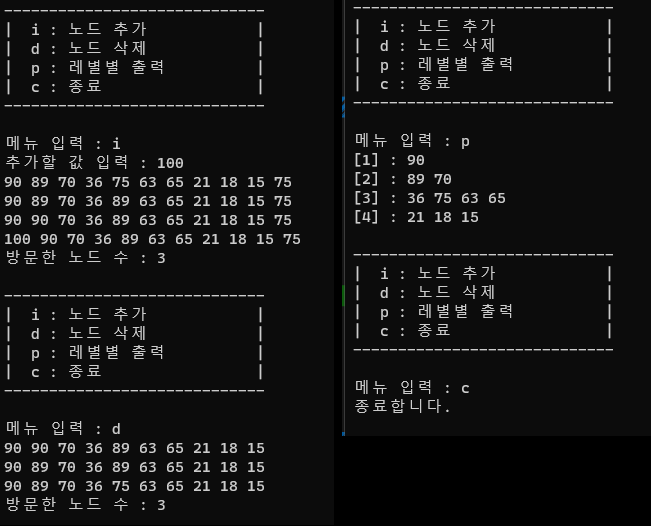 ----------------------------
|  i : 노드 추가            |
|  d : 노드 삭제            |
|  p : 레벨별 출력          |
|  c : 종료                 |
----------------------------
메뉴 입력 : i
추가할 값 입력 : 100
90 89 70 36 75 63 65 21 18 15 75
90 89 70 36 89 63 65 21 18 15 75
90 90 70 36 89 63 65 21 18 15 75
100 90 70 36 89 63 65 21 18 15 75
방문한 노드 수 : 3
----------------------------
|  i : 노드 추가            |
|  d : 노드 삭제            |
|  p : 레벨별 출력          |
|  c : 종료                 |
----------------------------
메뉴 입력 : d
90 90 70 36 89 63 65 21 18 15
90 89 70 36 89 63 65 21 18 15
90 89 70 36 75 63 65 21 18 15
방문한 노드 수 : 3
----------------------------
|  i : 노드 추가            |
|  d : 노드 삭제            |
|  p : 레벨별 출력          |
|  c : 종료                 |
----------------------------
메뉴 입력 : p
[1] : 90
[2] : 89 70
[3] : 36 75 63 65
[4] : 21 18 15
----------------------------
|  i : 노드 추가            |
|  d : 노드 삭제            |
|  p : 레벨별 출력          |
|  c : 종료                 |
----------------------------
메뉴 입력 : c
종료합니다.